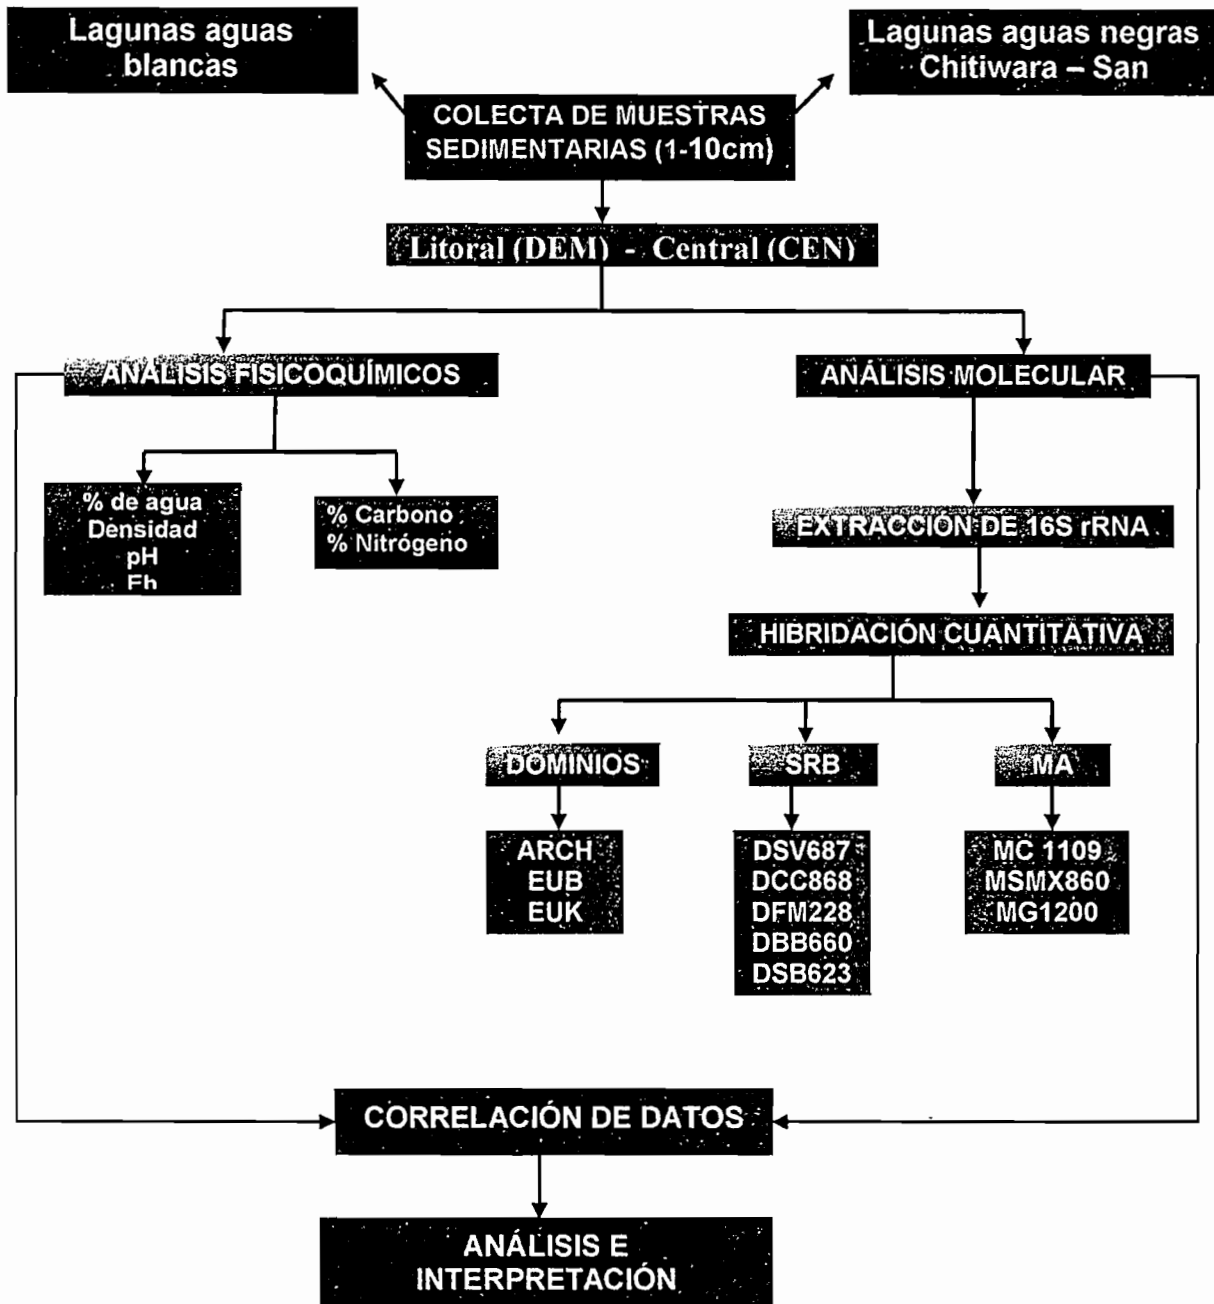 Lagunas aguas
blancas
Lagunas aguas negras
Chitiwara – San
COLECTA DE MUESTRAS
SEDIMENTARIAS (1-10cm)
Litoral (DEM) - Central (CEN)
ANÁLISIS FISICOQUÍMICOS
ANÁLISIS MOLECULAR
% de agua
Densidad
pH
Eh
% Carbono
% Nitrógeno
EXTRACCIÓN DE 16S rRNA
HIBRIDACIÓN CUANTITATIVA
DOMINIOS
SRB
MA
ARCH
EUB
EUK
DSV687
DCC868
DFM228
DBB660
DSB623
MC 1109
MSMX860
MG1200
CORRELACIÓN DE DATOS
ANÁLISIS E
INTERPRETACIÓN